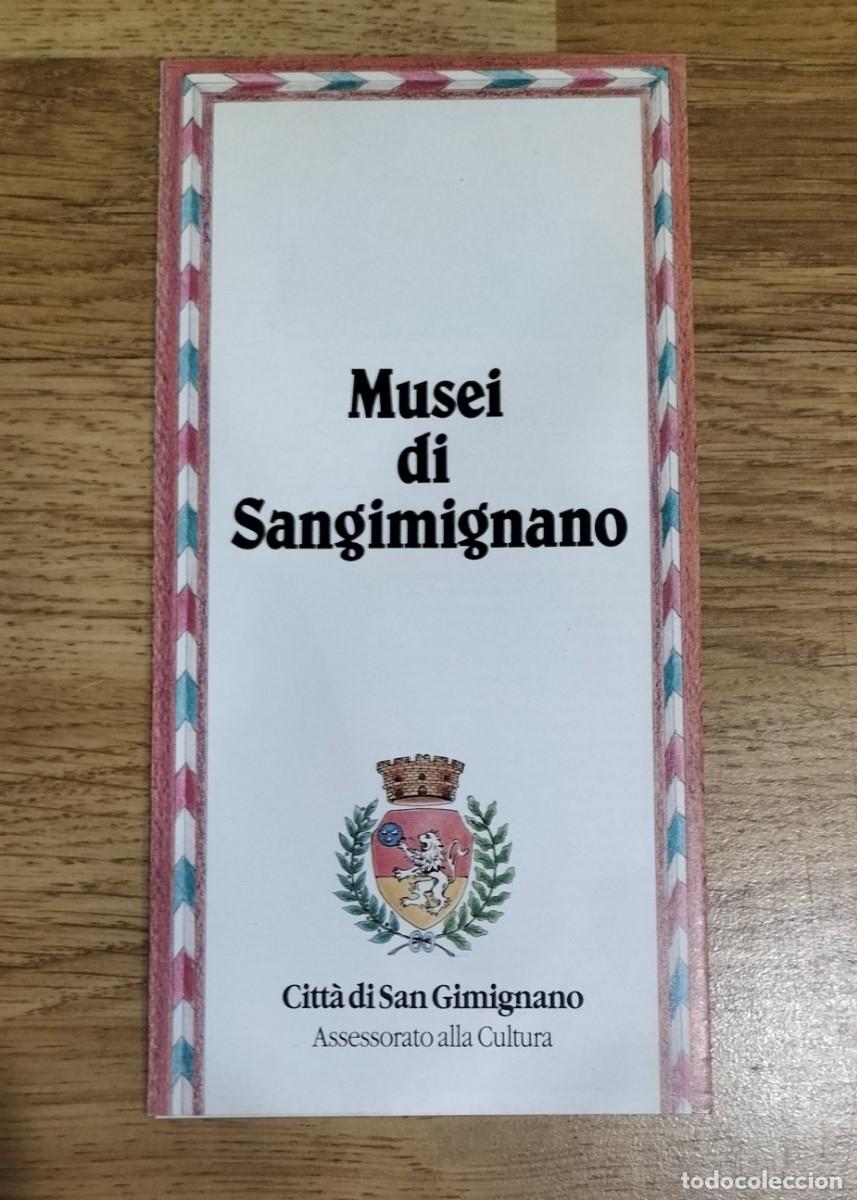 Musei
di
Sangimignano
Città di San Gimignano
Assessorato alla Cultura
todocoleccion